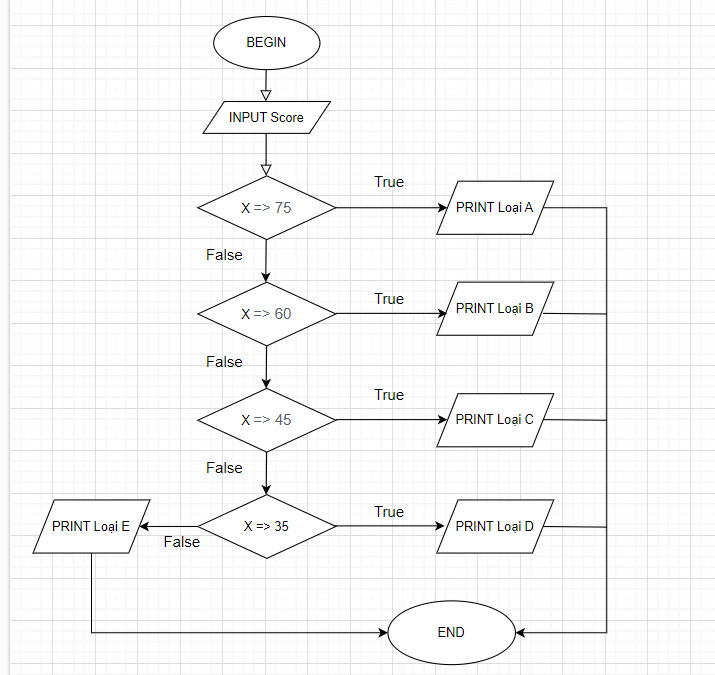 BEGIN
INPUT Score
X => 75
True
PRINT Loại A
False
X => 60
True
PRINT Loại B
False
X => 45
True
PRINT Loại C
False
X => 35
True
PRINT Loại D
False
PRINT Loại E
END